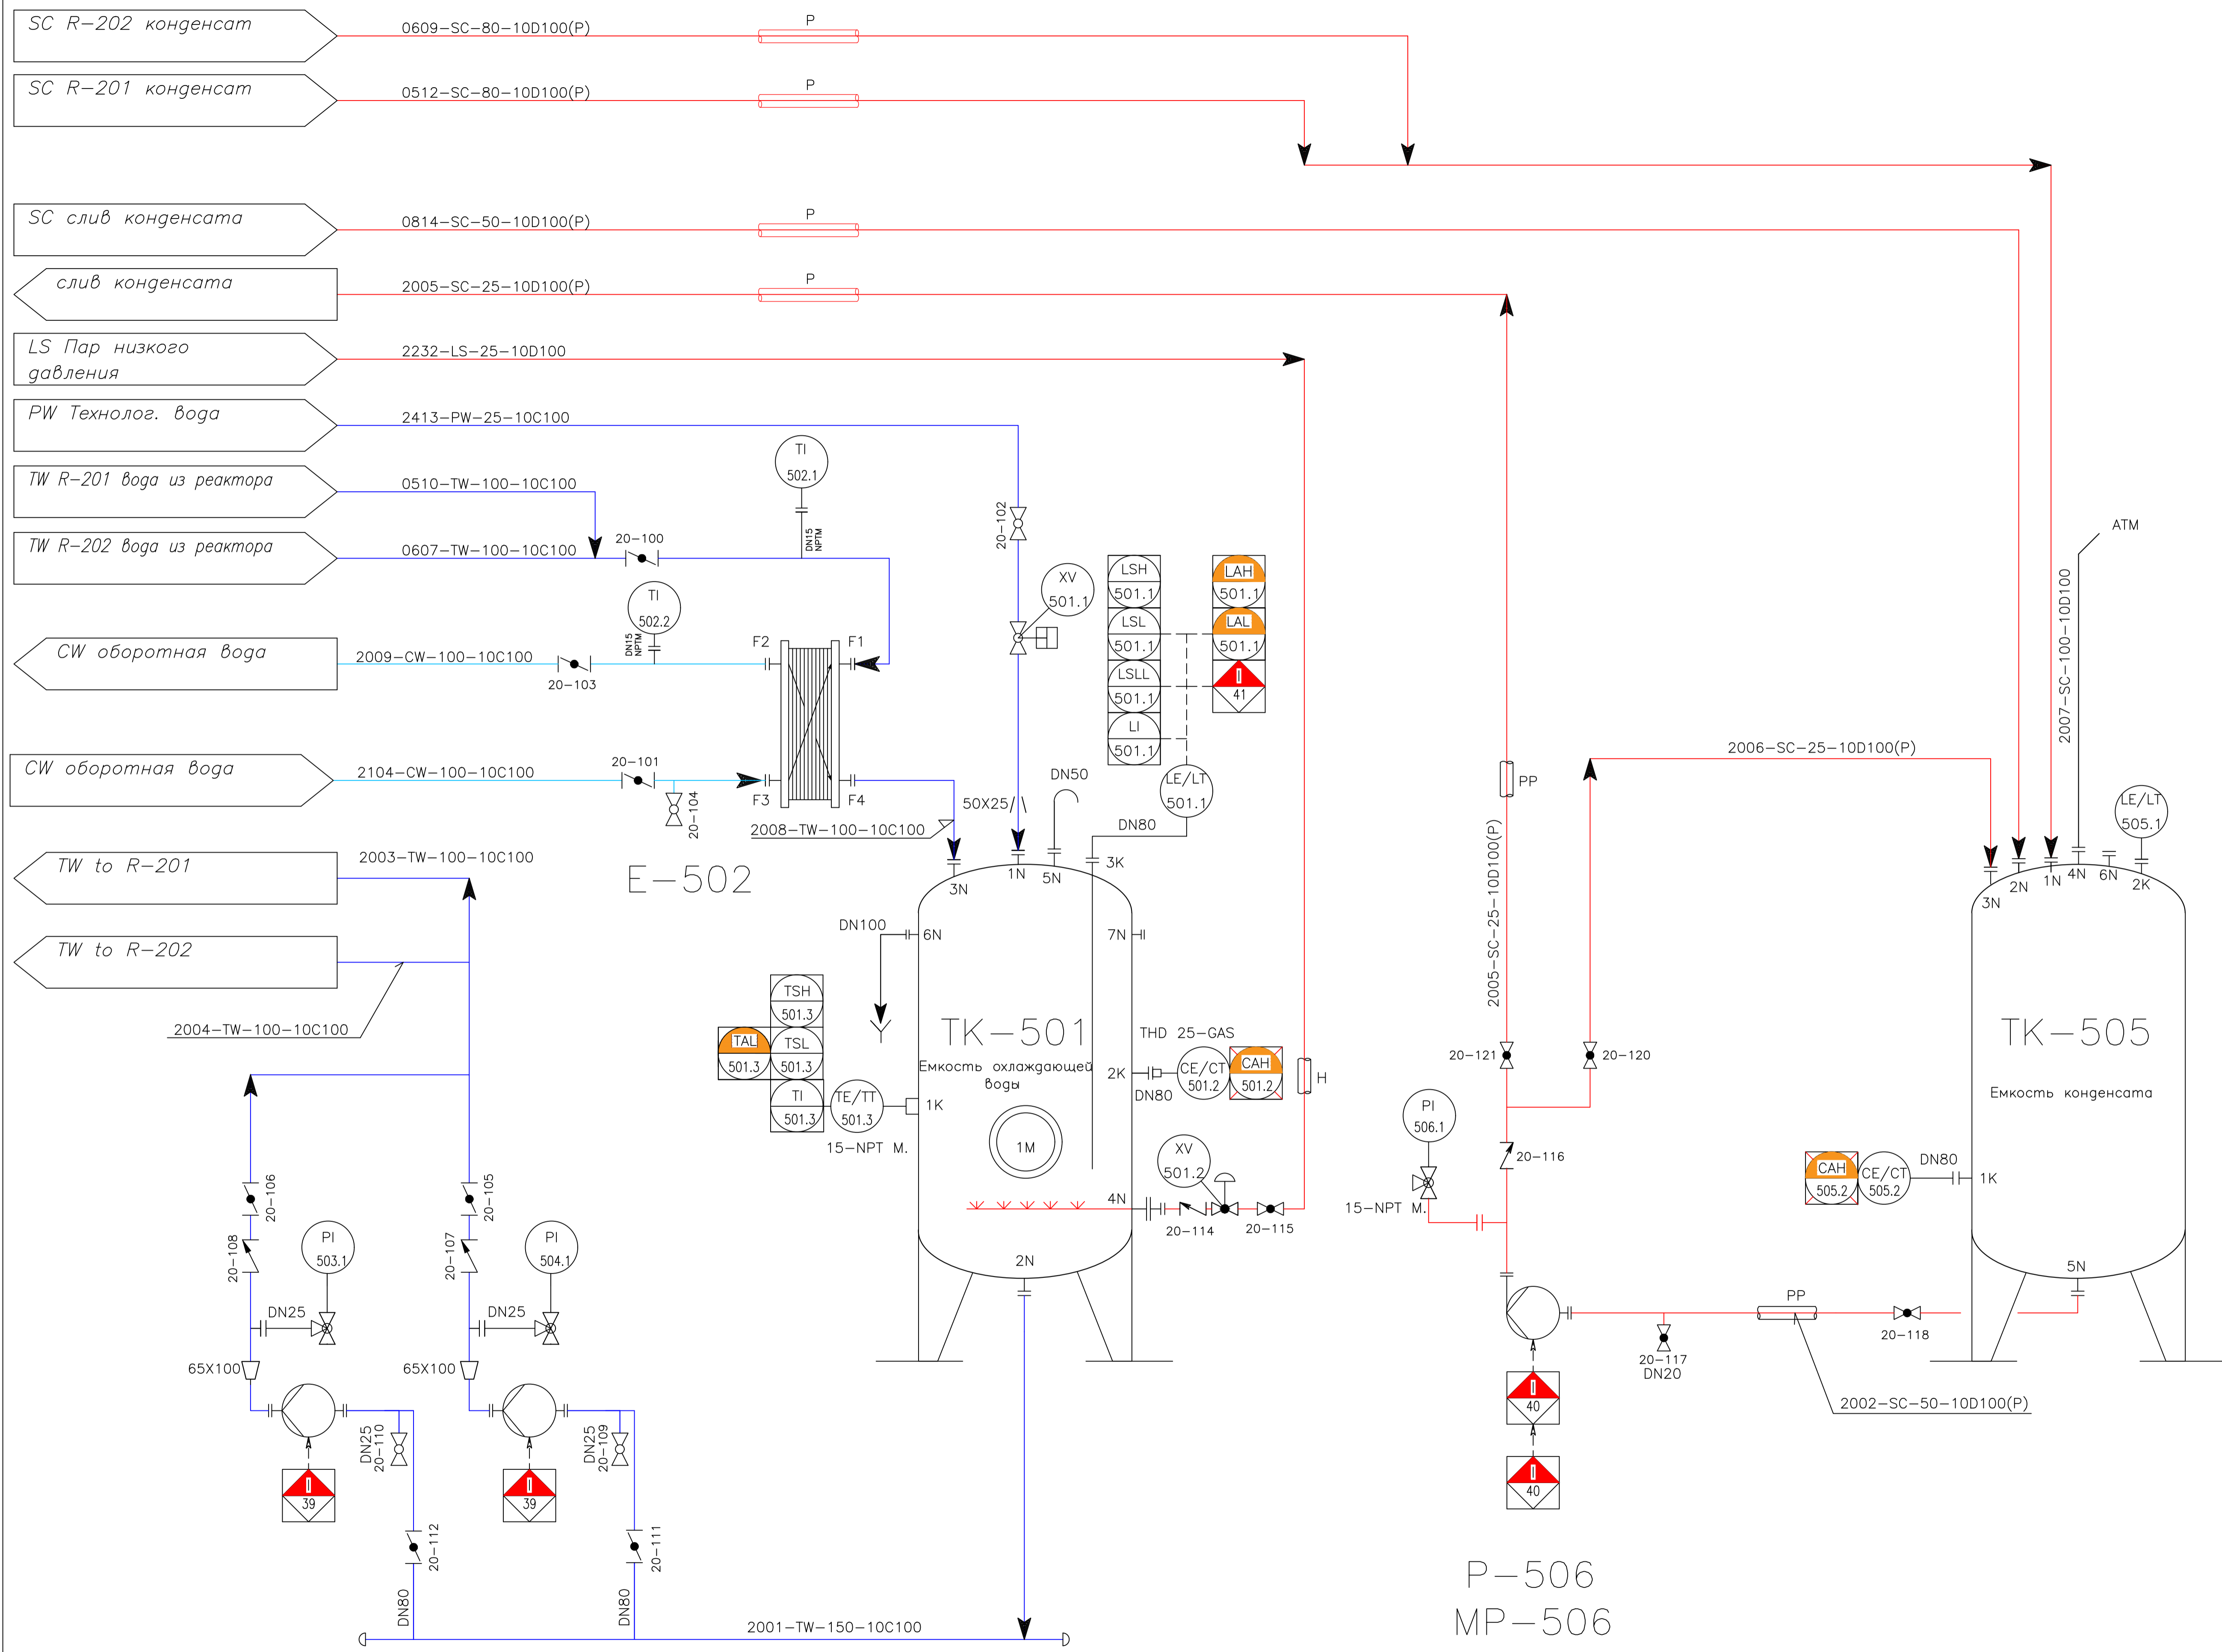 SC R-202 конденсат
0609-SC-80-10D100(P)
P
SC R-201 конденсат
0512-SC-80-10D100(P)
P
SC слив конденсата
0814-SC-50-10D100(P)
P
слив конденсата
2005-SC-25-10D100(P)
P
LS Пар низкого
давления
2232-LS-25-10D100
PW Технолог. вода
2413-PW-25-10C100
TW R-201 вода из реактора
0510-TW-100-10C100
TW R-202 вода из реактора
0607-TW-100-10C100
20-100
TI
502.1
DN15
NPTM
20-102
XV
501.1
CW оборотная вода
2009-CW-100-10C100
20-103
TI
502.2
DN15
NPTM
F2
F1
F3
F4
CW оборотная вода
2104-CW-100-10C100
20-101
20-104
2008-TW-100-10C100
E-502
50X25
DN50
LSH
501.1
LSL
501.1
LSLL
501.1
LI
501.1
LAH
501.1
LAL
501.1
I
41
LE/LT
501.1
DN80
3K
3N
1N
5N
TW to R-201
2003-TW-100-10C100
TW to R-202
2004-TW-100-10C100
DN100
6N
7N
TSH
501.3
TAL
501.3
TSL
501.3
TI
501.3
TE/TT
501.3
15-NPT M.
1K
TK-501
Емкость охлаждающей
воды
1M
THD 25-GAS
2K
DN80
CE/CT
501.2
CAH
501.2
H
XV
501.2
4N
20-114
20-115
2N
20-106
20-105
20-108
20-107
PI
503.1
PI
504.1
DN25
DN25
65X100
65X100
DN25
20-110
DN25
20-109
I
39
I
39
20-112
20-111
DN80
DN80
2001-TW-150-10C100
ATM
2007-SC-100-10D100
2006-SC-25-10D100(P)
PP
2005-SC-25-10D100(P)
LE/LT
505.1
3N
2N
1N
4N
6N
2K
20-121
20-120
TK-505
Емкость конденсата
PI
506.1
15-NPT M.
20-116
CAH
505.2
CE/CT
505.2
DN80
1K
5N
PP
20-118
20-117
DN20
2002-SC-50-10D100(P)
I
40
I
40
P-506
MP-506